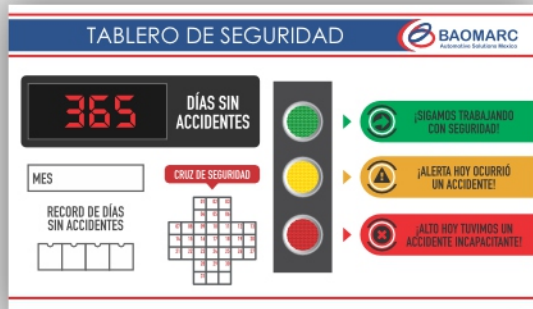 TABLERO DE SEGURIDAD
BAOMARC
Automotive Solutions Mexico
365
DÍAS SIN
ACCIDENTES
¡SIGAMOS TRABAJANDO
CON SEGURIDAD!
MES
CRUZ DE SEGURIDAD
¡ALERTA HOY OCURRIÓ
UN ACCIDENTE!
RECORD DE DÍAS
SIN ACCIDENTES
¡ALTO HOY TUVIMOS UN
ACCIDENTE INCAPACITANTE!